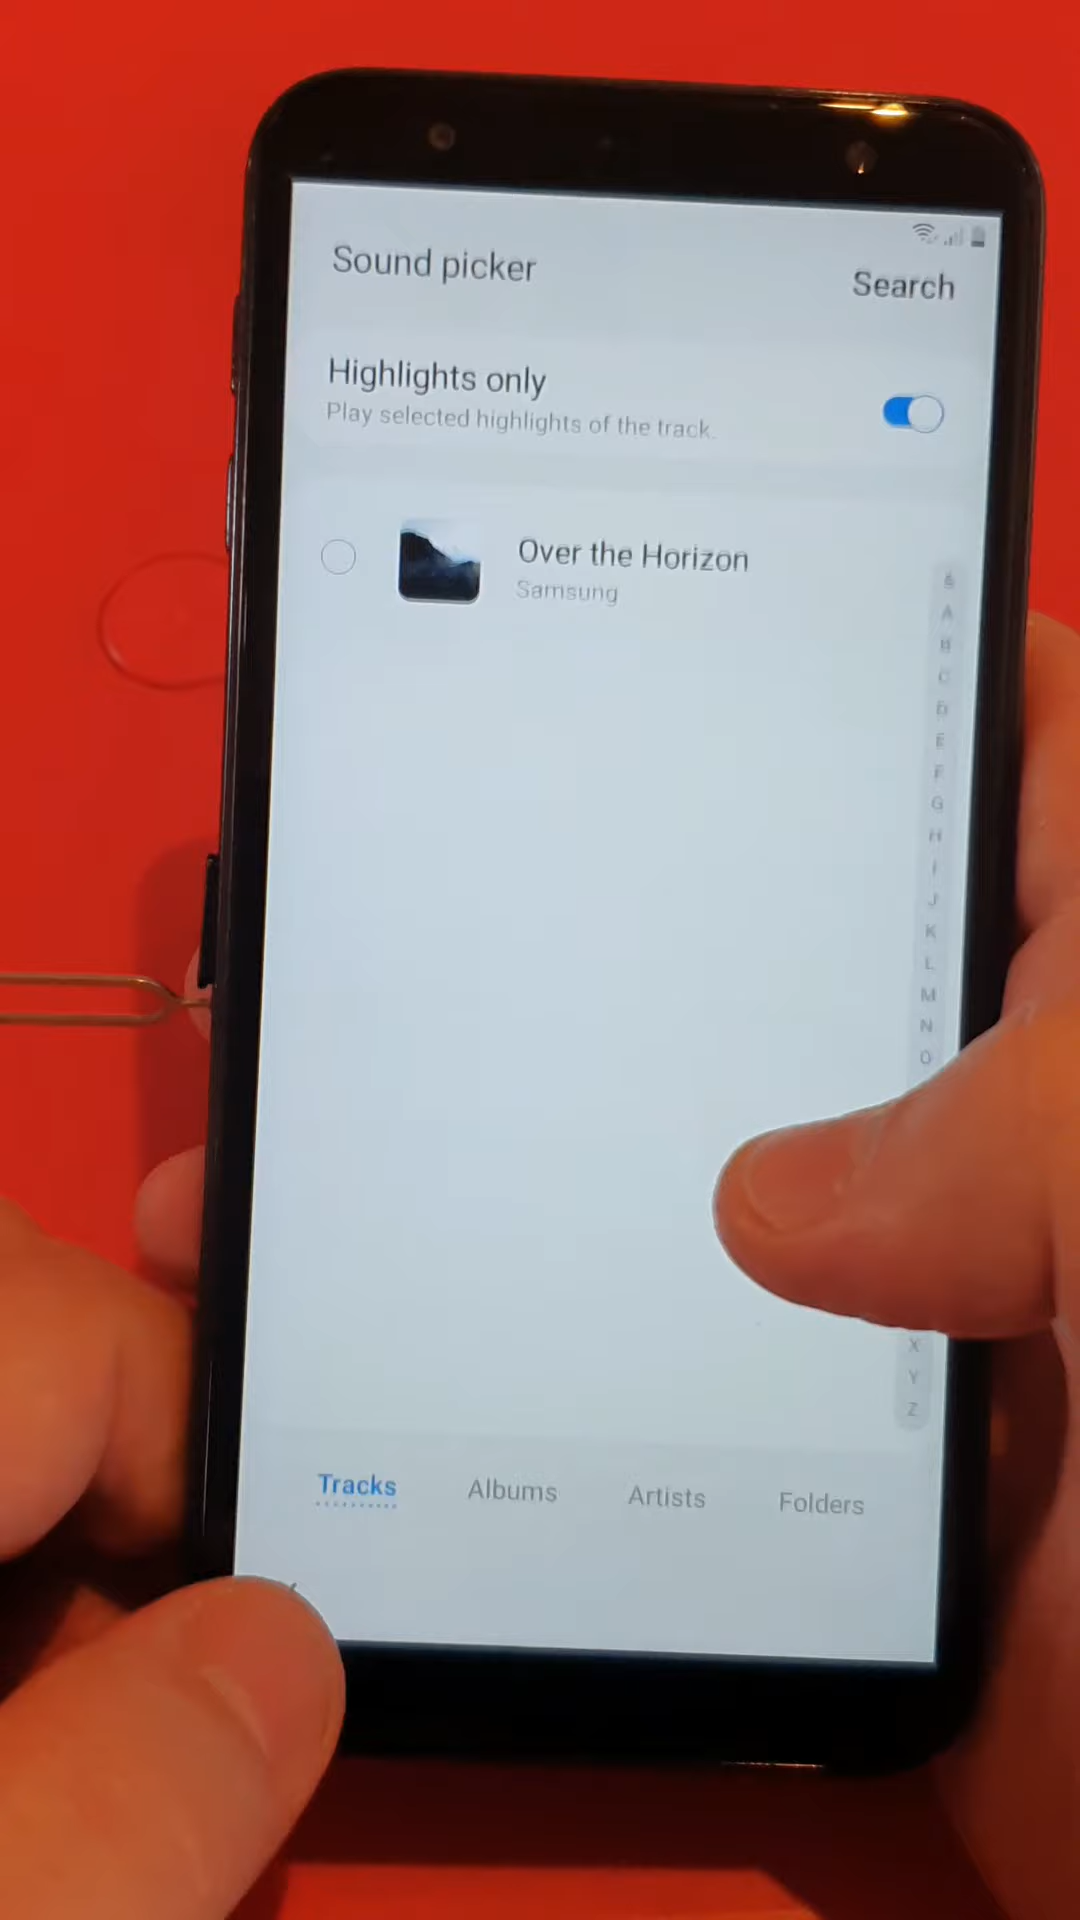 Sound picker
Search
Highlights only
Play selected highlights of the track.
Over the Horizon
Samsung
&
A
B
C
D
E
F
G
H
I
J
K
L
M
N
O
X
Y
Z
Tracks
Albums
Artists
Folders